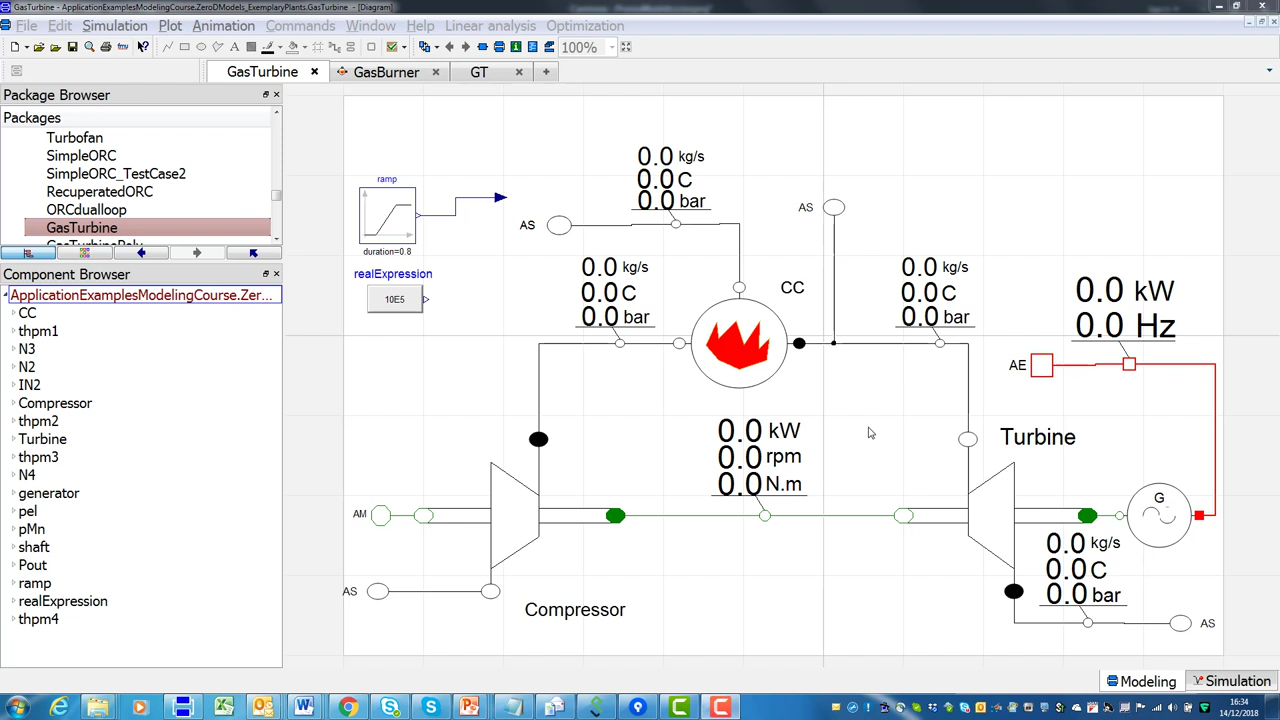 GasTurbine - ApplicationExamplesModelingCourse.ZeroDModels_ExemplaryPlants.GasTurbine - [Diagram]
File Edit Simulation Plot Animation Commands Window Help Linear analysis Optimization
100%
GasTurbine
GasBurner
GT
Package Browser
Packages
Turbofan
SimpleORC
SimpleORC_TestCase2
RecuperatedORC
ORCdualloop
GasTurbine
GasTurbinePoly
Component Browser
ApplicationExamplesModelingCourse.Zer...
CC
thpm1
N3
N2
IN2
Compressor
thpm2
Turbine
thpm3
N4
generator
pel
pMn
shaft
Pout
ramp
realExpression
thpm4
ramp
duration=0.8
realExpression
10E5
AS
0.0 kg/s
0.0 C
0.0 bar
AS
0.0 kg/s
0.0 C
0.0 bar
CC
0.0 kg/s
0.0 C
0.0 bar
0.0 kW
0.0 Hz
AE
0.0 kW
0.0 rpm
0.0 N.m
Turbine
AM
G
0.0 kg/s
0.0 C
0.0 bar
AS
Compressor
AS
Modeling
Simulation
16:34
14/12/2018